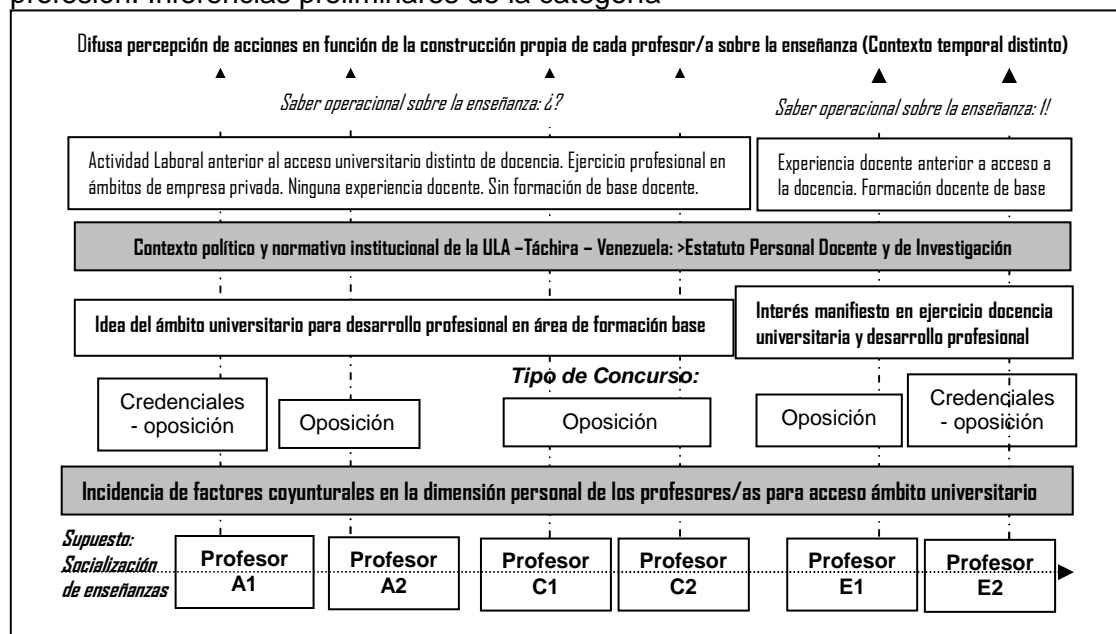 profesión. Inferencias preliminares de la categoría
Difusa percepción de acciones en función de la construcción propia de cada profesor/a sobre la enseñanza (Contexto temporal distinto)
Saber operacional sobre la enseñanza: ¿?
Saber operacional sobre la enseñanza: ¡!
Actividad Laboral anterior al acceso universitario distinto de docencia. Ejercicio profesional en
ámbitos de empresa privada. Ninguna experiencia docente. Sin formación de base docente.
Experiencia docente anterior a acceso a
la docencia. Formación docente de base
Contexto político y normativo institucional de la ULA –Táchira – Venezuela: >Estatuto Personal Docente y de Investigación
Idea del ámbito universitario para desarrollo profesional en área de formación base
Interés manifiesto en ejercicio docencia
universitaria y desarrollo profesional
Tipo de Concurso:
Credenciales
- oposición
Oposición
Oposición
Oposición
Credenciales
- oposición
Incidencia de factores coyunturales en la dimensión personal de los profesores/as para acceso ámbito universitario
Supuesto:
Socialización
de enseñanzas
Profesor
A1
Profesor
A2
Profesor
C1
Profesor
C2
Profesor
E1
Profesor
E2